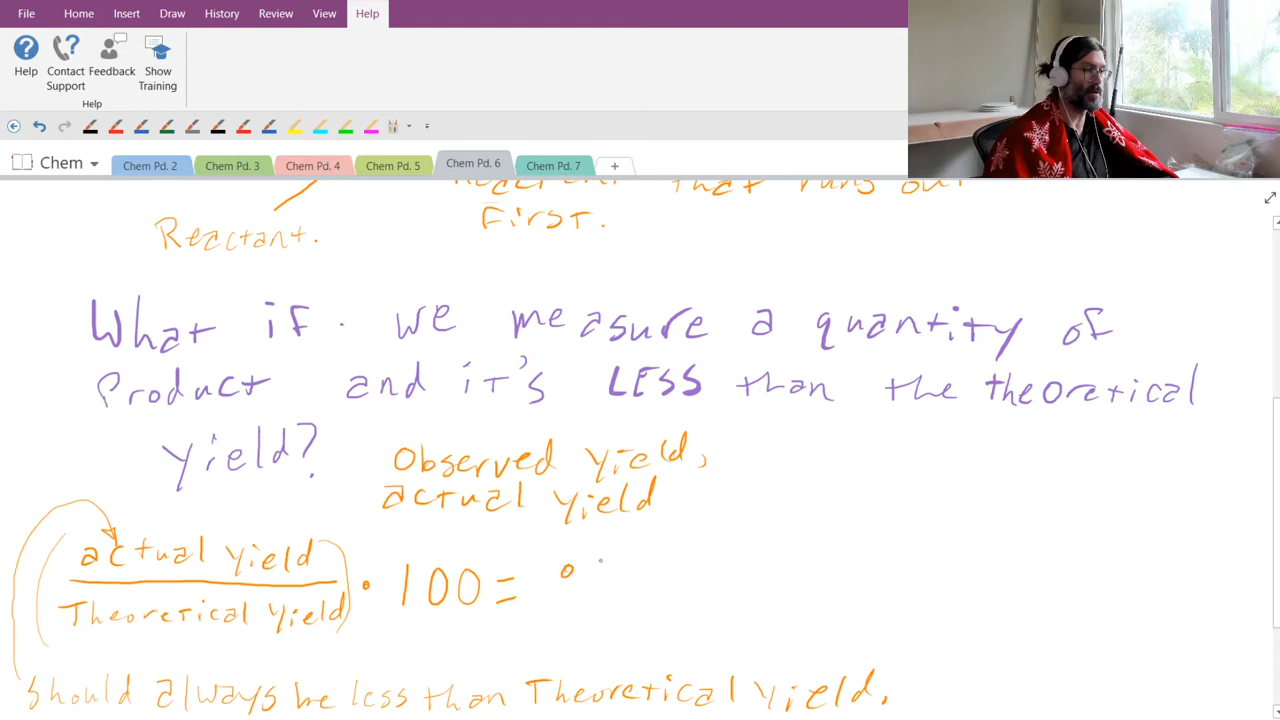 File Home Insert Draw History Review View Help
Help Contact Support Feedback Show Training
Help
Chem Chem Pd. 2 Chem Pd. 3 Chem Pd. 4 Chem Pd. 5 Chem Pd. 6 Chem Pd. 7 +
that runs out
Reactant. First.
What if we measure a quantity of
Product and it's LESS than the theoretical
yield?
Observed yield,
actual yield
actual yield
Theoretical yield
• 100 =
should always be less than Theoretical yield.